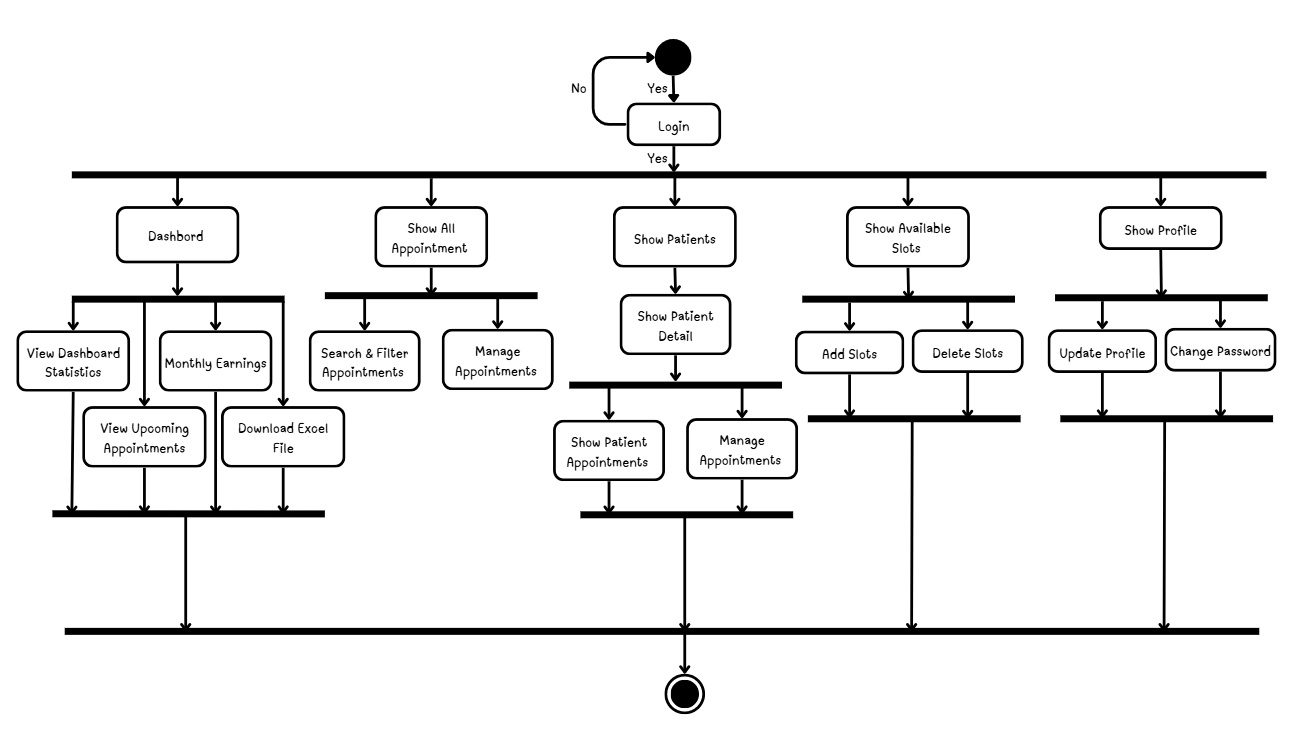 No
Yes
Login
Yes
Dashbord
Show All
Appointment
Show Patients
Show Available
Slots
Show Profile
View Dashboard
Statistics
Monthly Earnings
View Upcoming
Appointments
Download Excel
File
Search & Filter
Appointments
Manage
Appointments
Show Patient
Detail
Show Patient
Appointments
Manage
Appointments
Add Slots
Delete Slots
Update Profile
Change Password